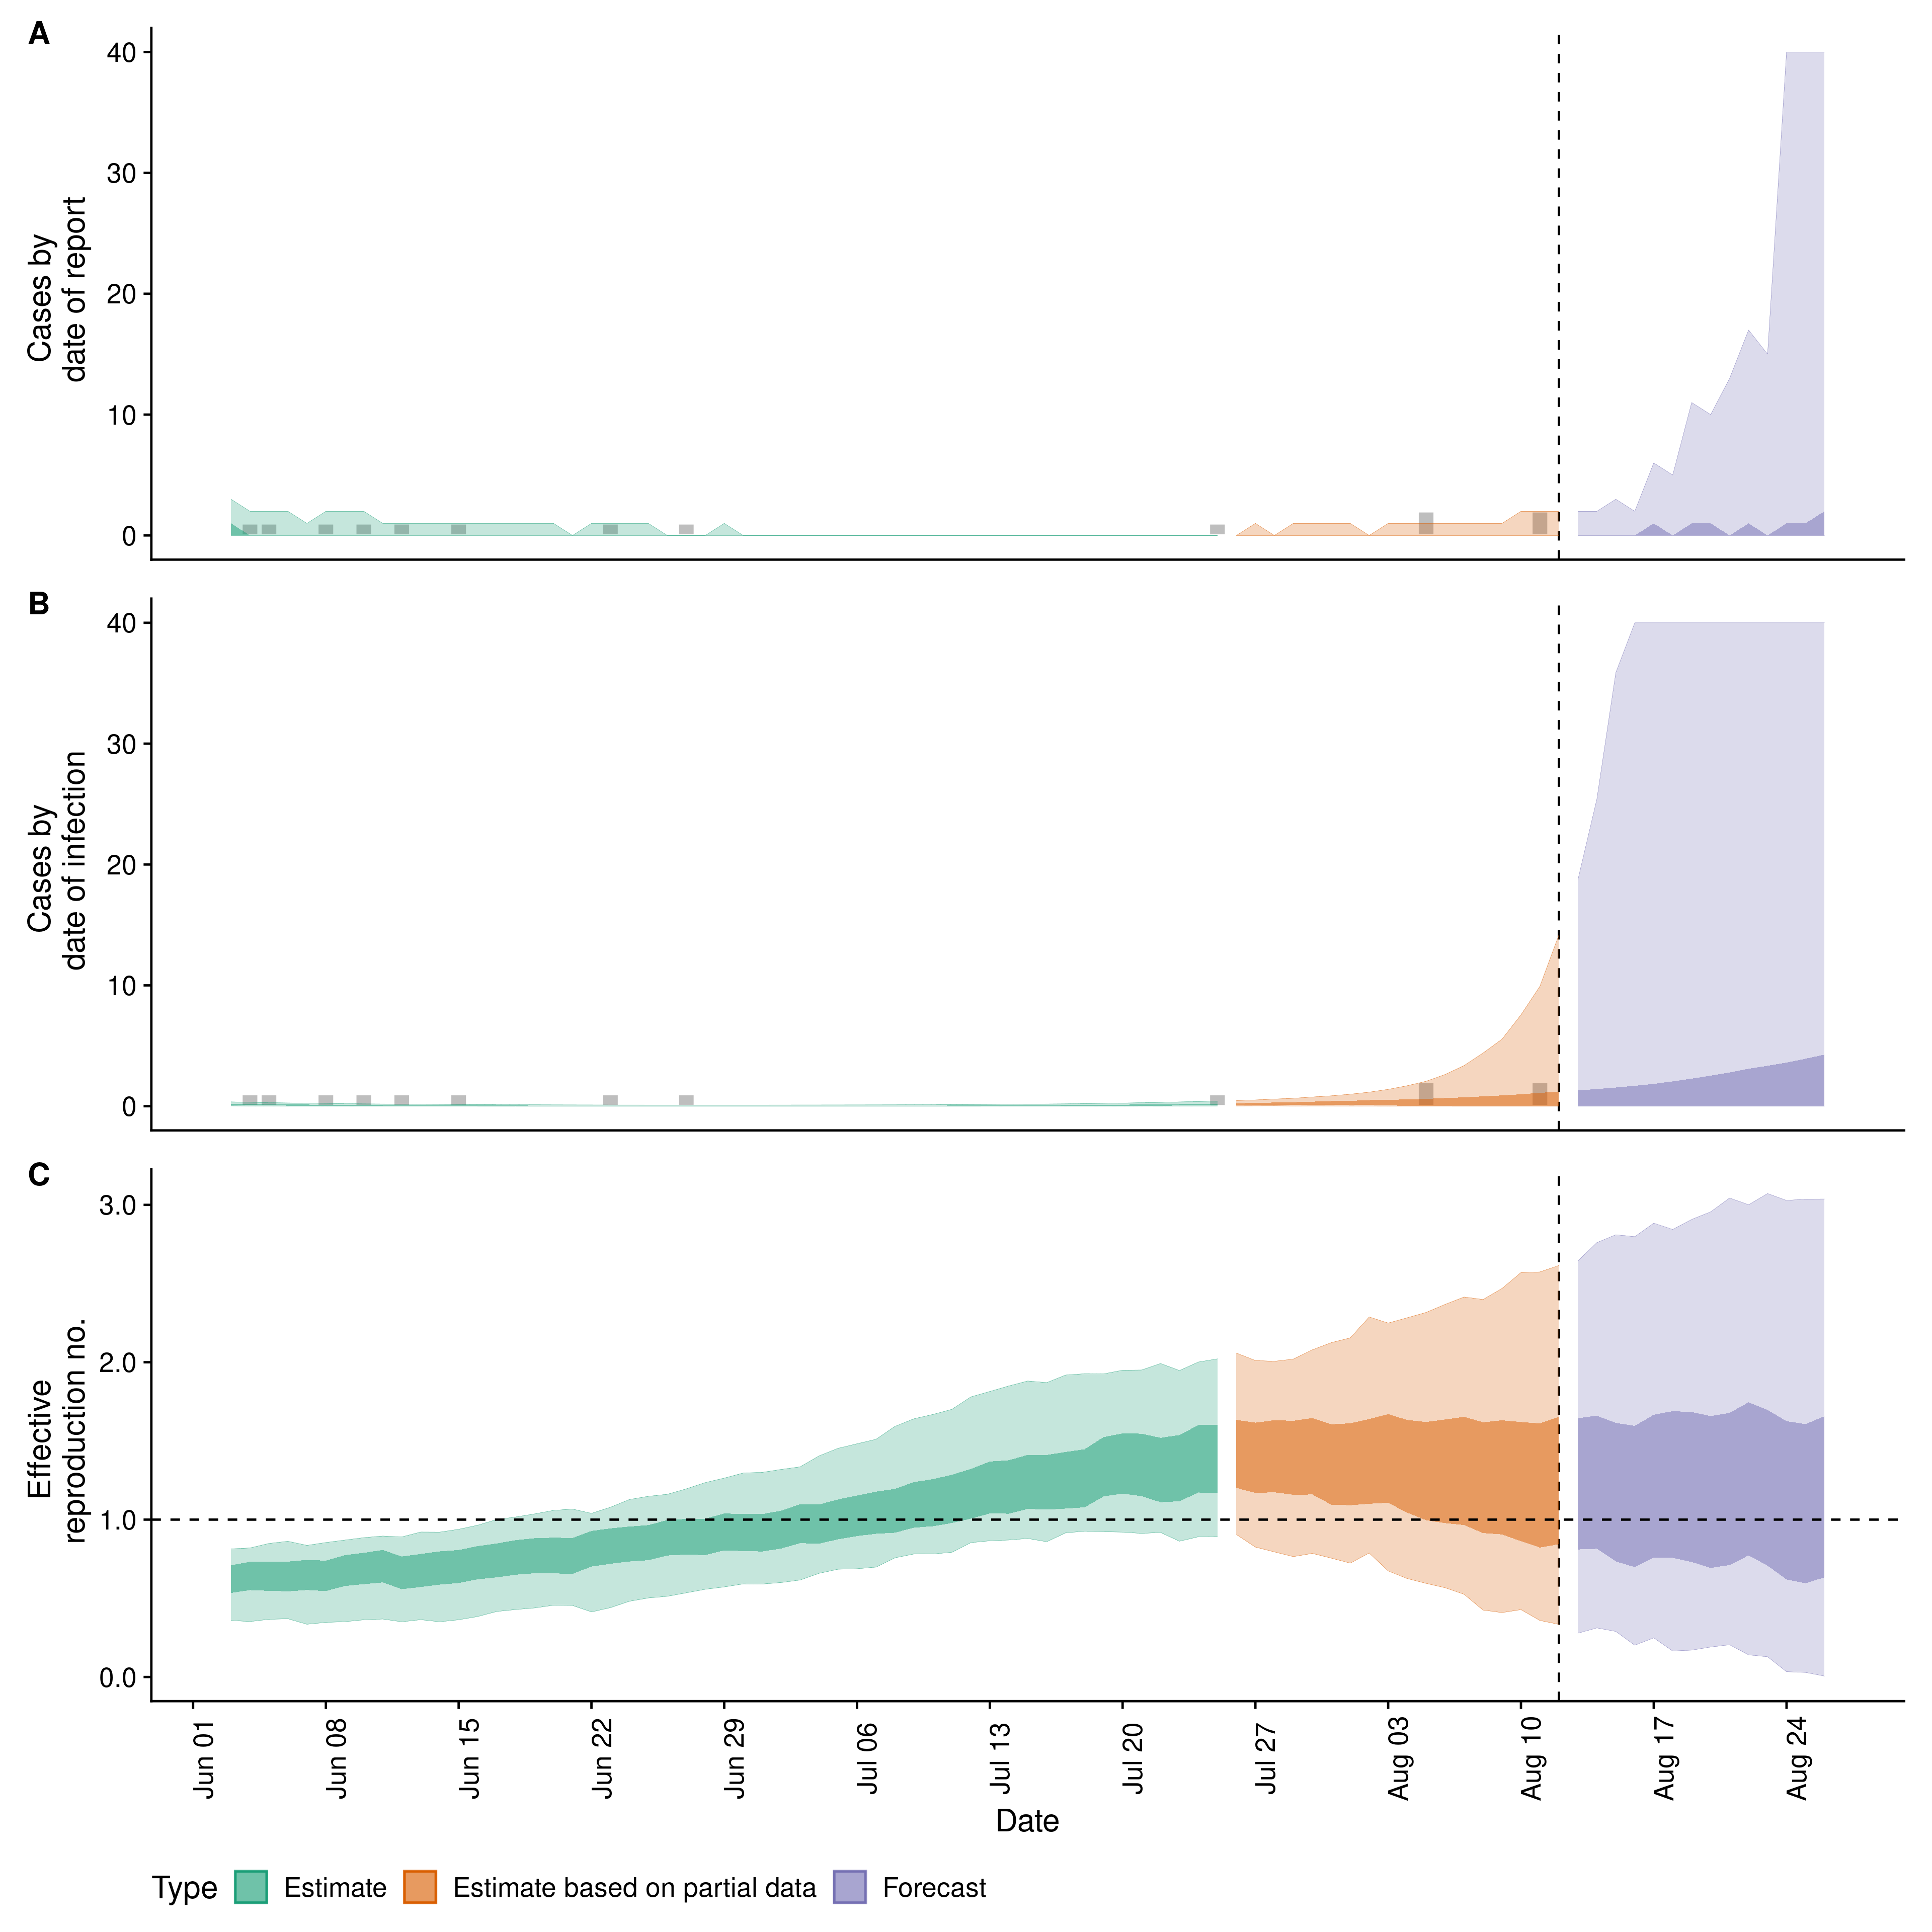 A
40
30
20
10
0
Cases by
date of report
B
40
30
20
10
0
Cases by
date of infection
C
3.0
2.0
1.0
0.0
Effective
reproduction no.
Jun 01
Jun 08
Jun 15
Jun 22
Jun 29
Jul 06
Jul 13
Jul 20
Jul 27
Aug 03
Aug 10
Aug 17
Aug 24
Date
Type Estimate Estimate based on partial data Forecast